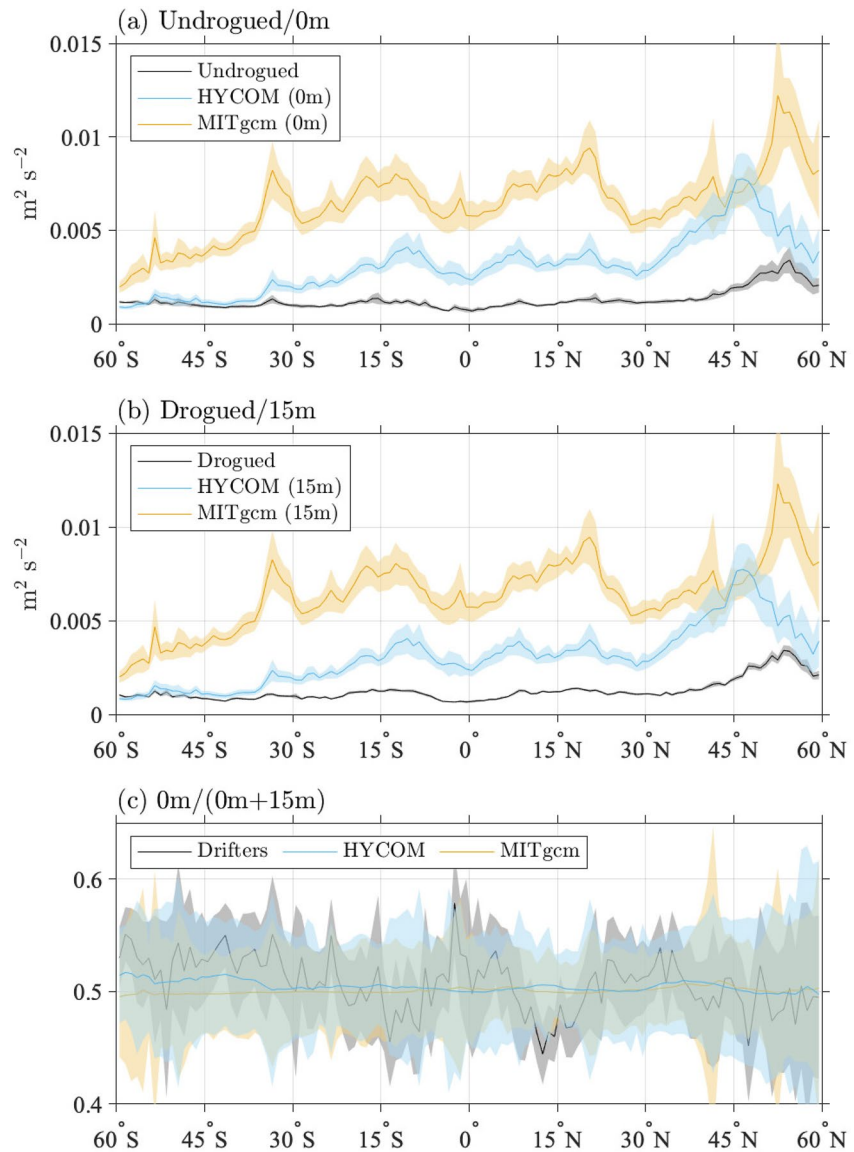 (a) Undrogued/0m
0.015
0.01
0.005
0
m² s⁻²
Undrogued
HYCOM (0m)
MITgcm (0m)
60°S 45°S 30°S 15°S 0° 15°N 30°N 45°N 60°N
(b) Drogued/15m
0.015
0.01
0.005
0
m² s⁻²
Drogued
HYCOM (15m)
MITgcm (15m)
60°S 45°S 30°S 15°S 0° 15°N 30°N 45°N 60°N
(c) 0m/(0m+15m)
Drifters HYCOM MITgcm
0.6
0.5
0.4
60°S 45°S 30°S 15°S 0° 15°N 30°N 45°N 60°N